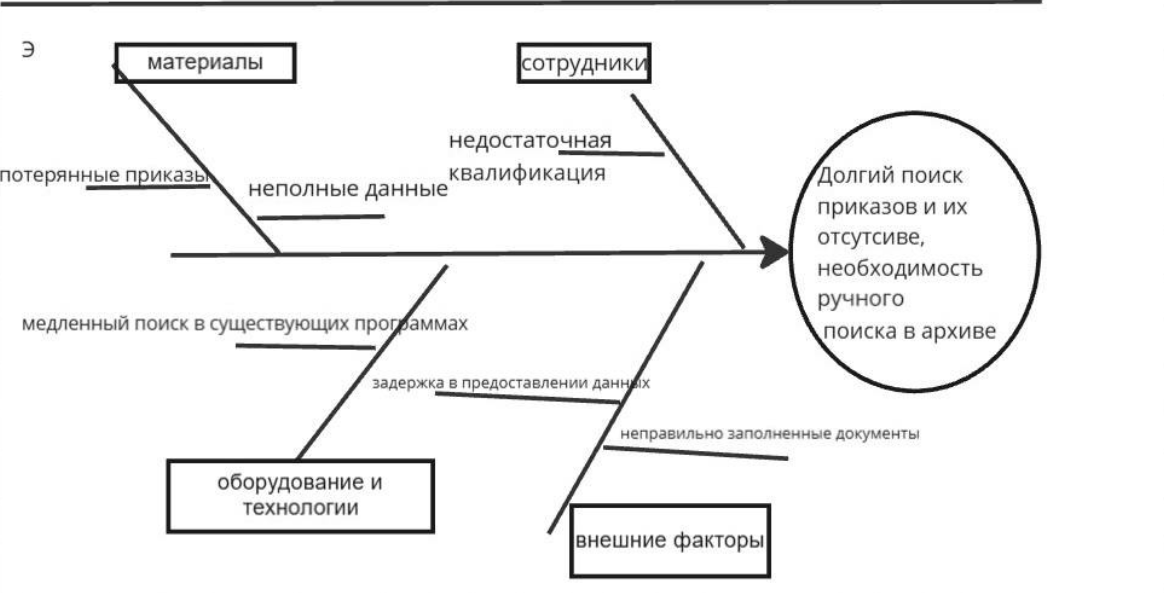 Э
материалы
сотрудники
недостаточная
квалификация
потерянные приказы
неполные данные
Долгий поиск
приказов и их
отсутсиве,
необходимость
ручного
поиска в архиве
медленный поиск в существующих программах
задержка в предоставлении данных
неправильно заполненные документы
оборудование и
технологии
внешние факторы